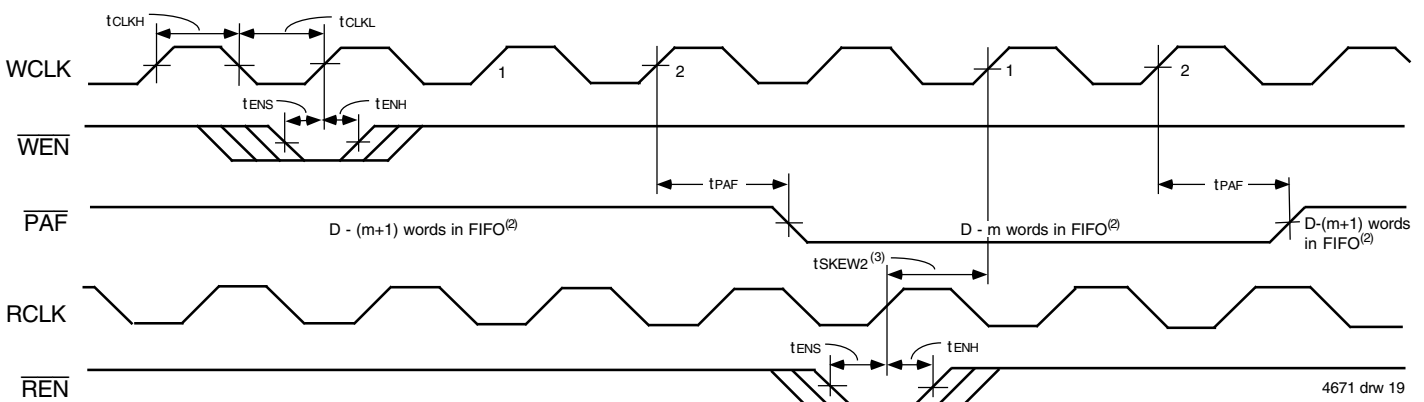 tCLKH tCLKL
WCLK 1 2 1 2
tENS tENH
WEN
tPAF tPAF
PAF
D - (m+1) words in FIFO(2) D - m words in FIFO(2) D-(m+1) words
in FIFO(2)
tSKEW2(3)
RCLK
tENS tENH
REN
4671 drw 19